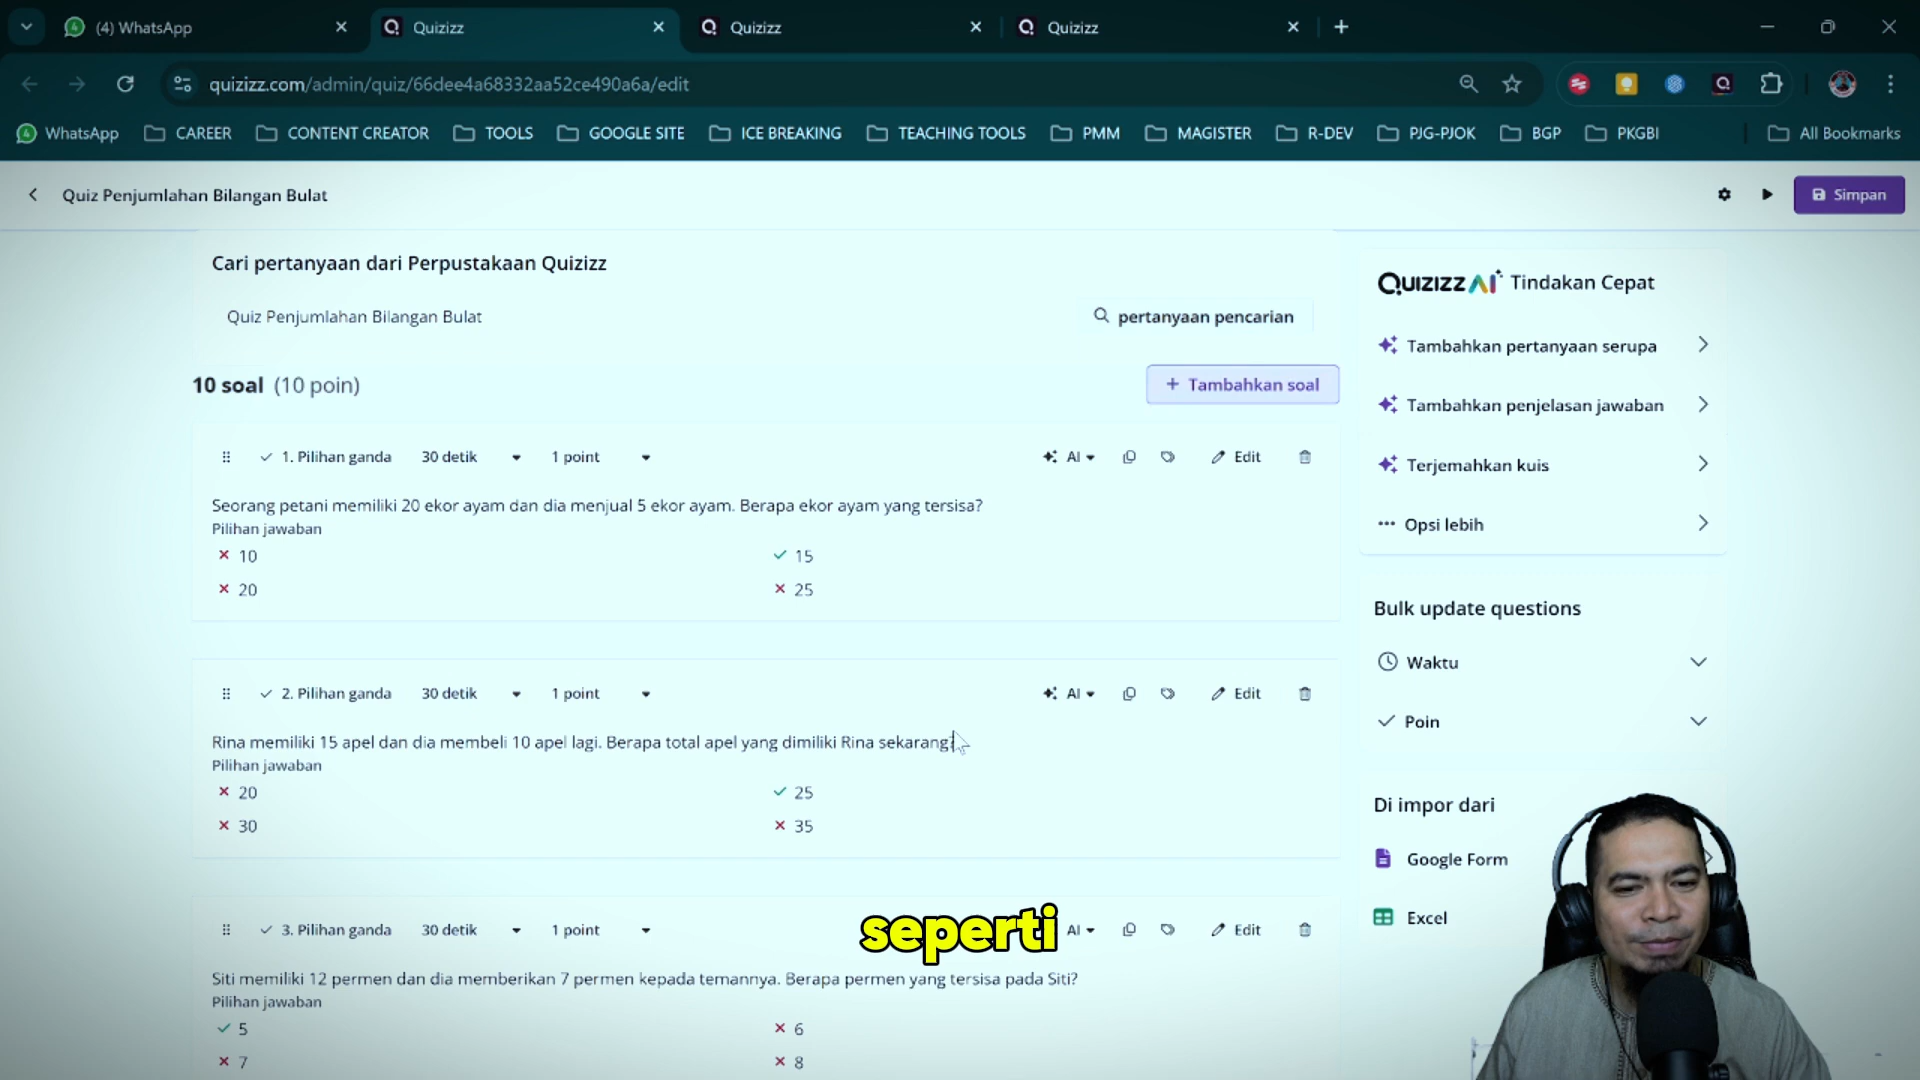 (4) WhatsApp
Quizizz
Quizizz
Quizizz
quizizz.com/admin/quiz/66dee4a68332aa52ce490a6a/edit
WhatsApp CAREER CONTENT CREATOR TOOLS GOOGLE SITE ICE BREAKING TEACHING TOOLS PMM MAGISTER R-DEV PJG-PJOK BGP PKGBI All Bookmarks
Quiz Penjumlahan Bilangan Bulat
Simpan
Cari pertanyaan dari Perpustakaan Quizizz
Quiz Penjumlahan Bilangan Bulat
pertanyaan pencarian
10 soal (10 poin)
+ Tambahkan soal
1. Pilihan ganda 30 detik 1 point AI Edit
Seorang petani memiliki 20 ekor ayam dan dia menjual 5 ekor ayam. Berapa ekor ayam yang tersisa?
Pilihan jawaban
10 15
20 25
2. Pilihan ganda 30 detik 1 point AI Edit
Rina memiliki 15 apel dan dia membeli 10 apel lagi. Berapa total apel yang dimiliki Rina sekarang?
Pilihan jawaban
20 25
30 35
3. Pilihan ganda 30 detik 1 point AI Edit
seperti
Siti memiliki 12 permen dan dia memberikan 7 permen kepada temannya. Berapa permen yang tersisa pada Siti?
Pilihan jawaban
5 6
7 8
Quizizz AI Tindakan Cepat
Tambahkan pertanyaan serupa
Tambahkan penjelasan jawaban
Terjemahkan kuis
Opsi lebih
Bulk update questions
Waktu
Poin
Di impor dari
Google Form
Excel